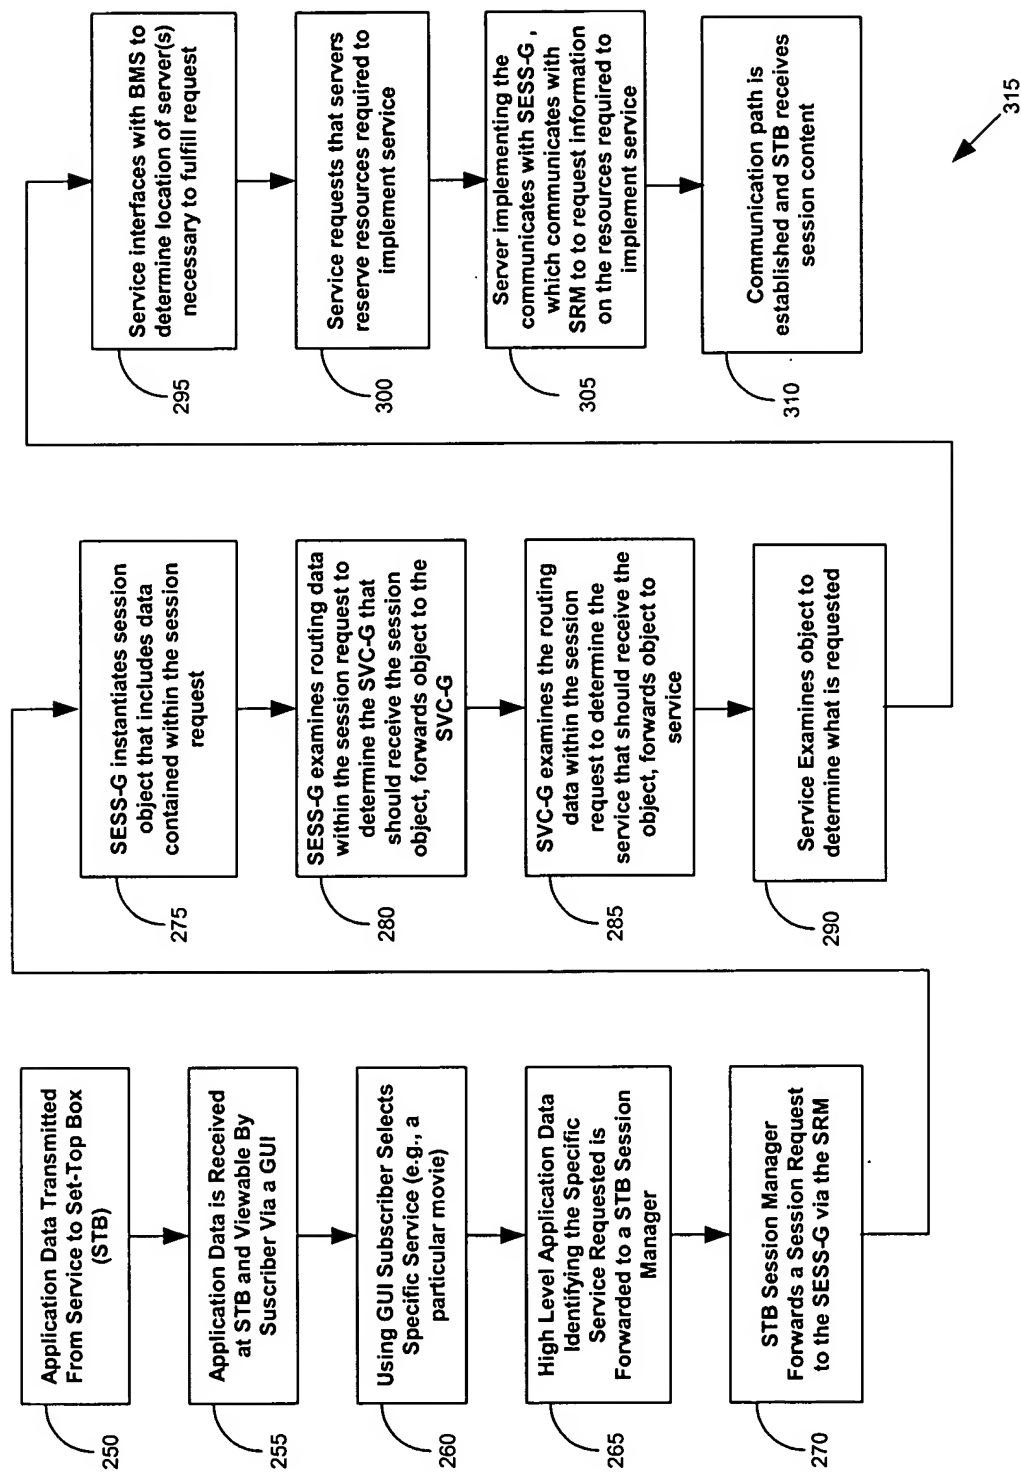 Application Data Transmitted
From Service to Set-Top Box
(STB)
250
Application Data is Received
at STB and Viewable By
Suscriber Via a GUI
255
Using GUI Subscriber Selects
Specific Service (e.g., a
particular movie)
260
High Level Application Data
Identifying the Specific
Service Requested is
Forwarded to a STB Session
Manager
265
STB Session Manager
Forwards a Session Request
to the SESS-G via the SRM
270
SESS-G instantiates session
object that includes data
contained within the session
request
275
SESS-G examines routing data
within the session request to
determine the SVC-G that
should receive the session
object, forwards object to the
SVC-G
280
SVC-G examines the routing
data within the session
request to determine the
service that should receive the
object, forwards object to
service
285
Service Examines object to
determine what is requested
290
Service interfaces with BMS to
determine location of server(s)
necessary to fulfill request
295
Service requests that servers
reserve resources required to
implement service
300
Server implementing the
communicates with SESS-G ,
which communicates with
SRM to to request information
on the resources required to
implement service
305
Communication path is
established and STB receives
session content
310
315